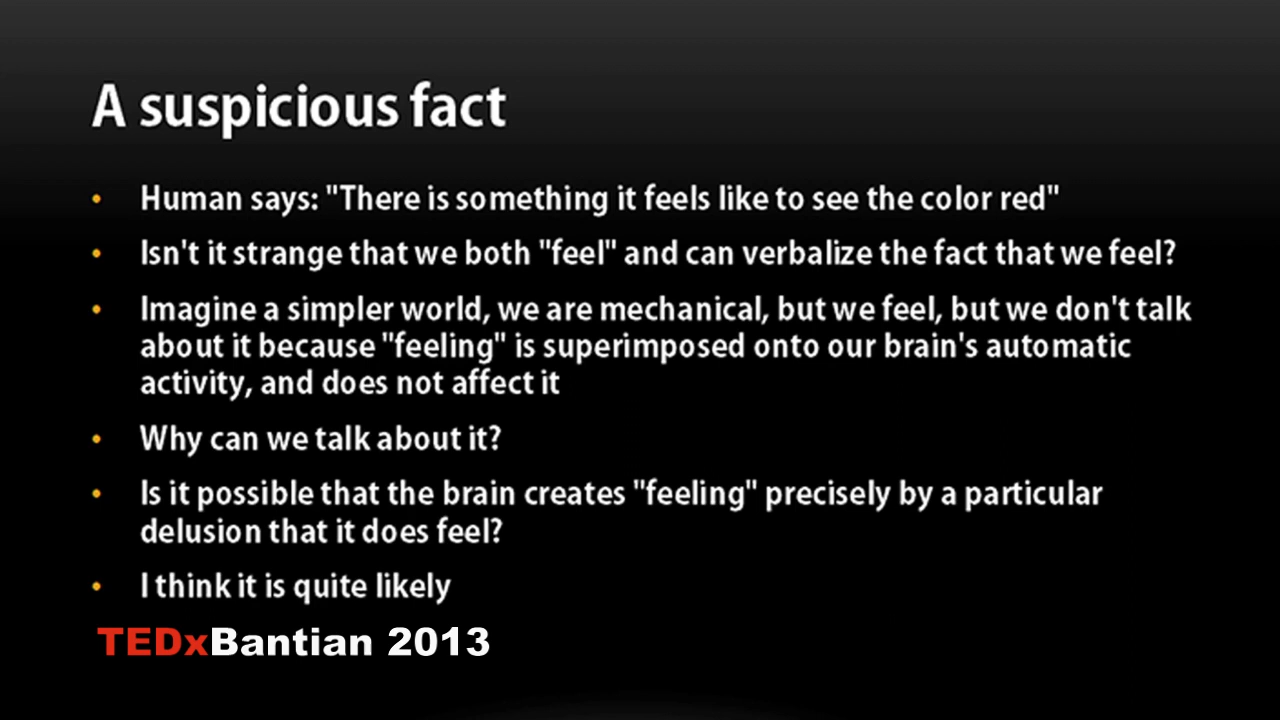 A suspicious fact
• Human says: "There is something it feels like to see the color red"
• Isn't it strange that we both "feel" and can verbalize the fact that we feel?
• Imagine a simpler world, we are mechanical, but we feel, but we don't talk
about it because "feeling" is superimposed onto our brain's automatic
activity, and does not affect it
• Why can we talk about it?
• Is it possible that the brain creates "feeling" precisely by a particular
delusion that it does feel?
• I think it is quite likely
TEDxBantian 2013